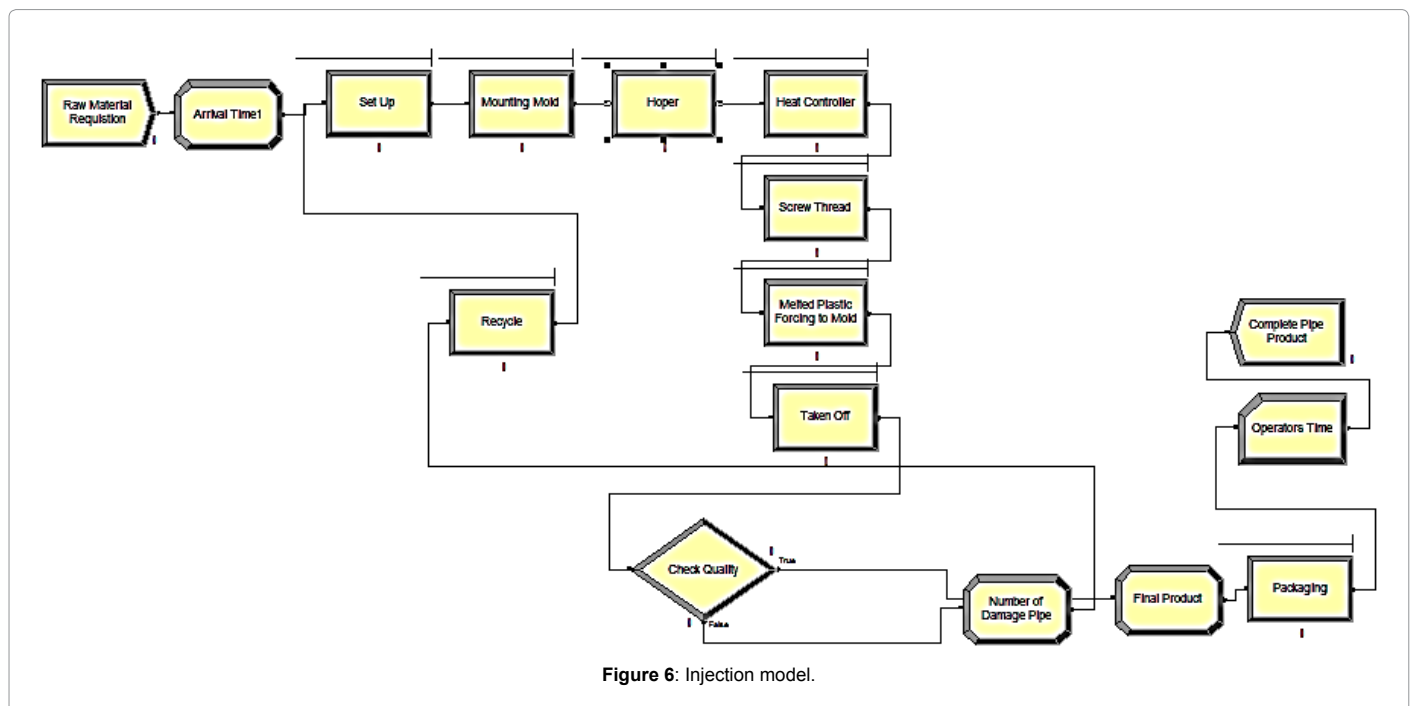 Raw Material
Requistion
Arrival Time1
Set Up
Mounting Mold
Hoper
Heat Controller
Screw Thread
Melted Plastic
Forcing to Mold
Recycle
Taken Off
Complete Pipe
Product
Operators Time
Check Quality
True
False
Number of
Damage Pipe
Final Product
Packaging
Figure 6: Injection model.